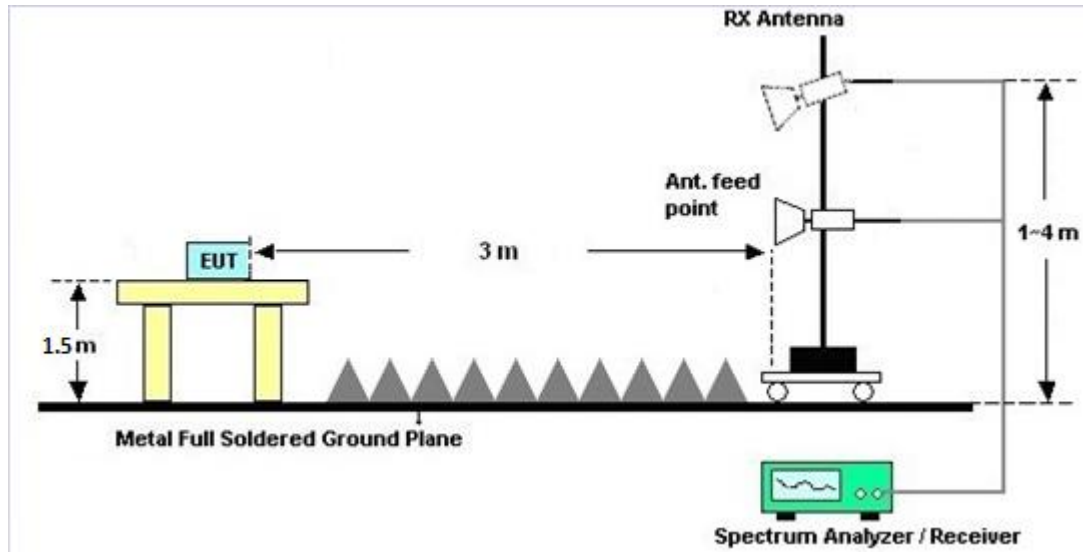 RX Antenna
Ant. feed
point
3 m
1~4 m
EUT
1.5 m
Metal Full Soldered Ground Plane
Spectrum Analyzer / Receiver